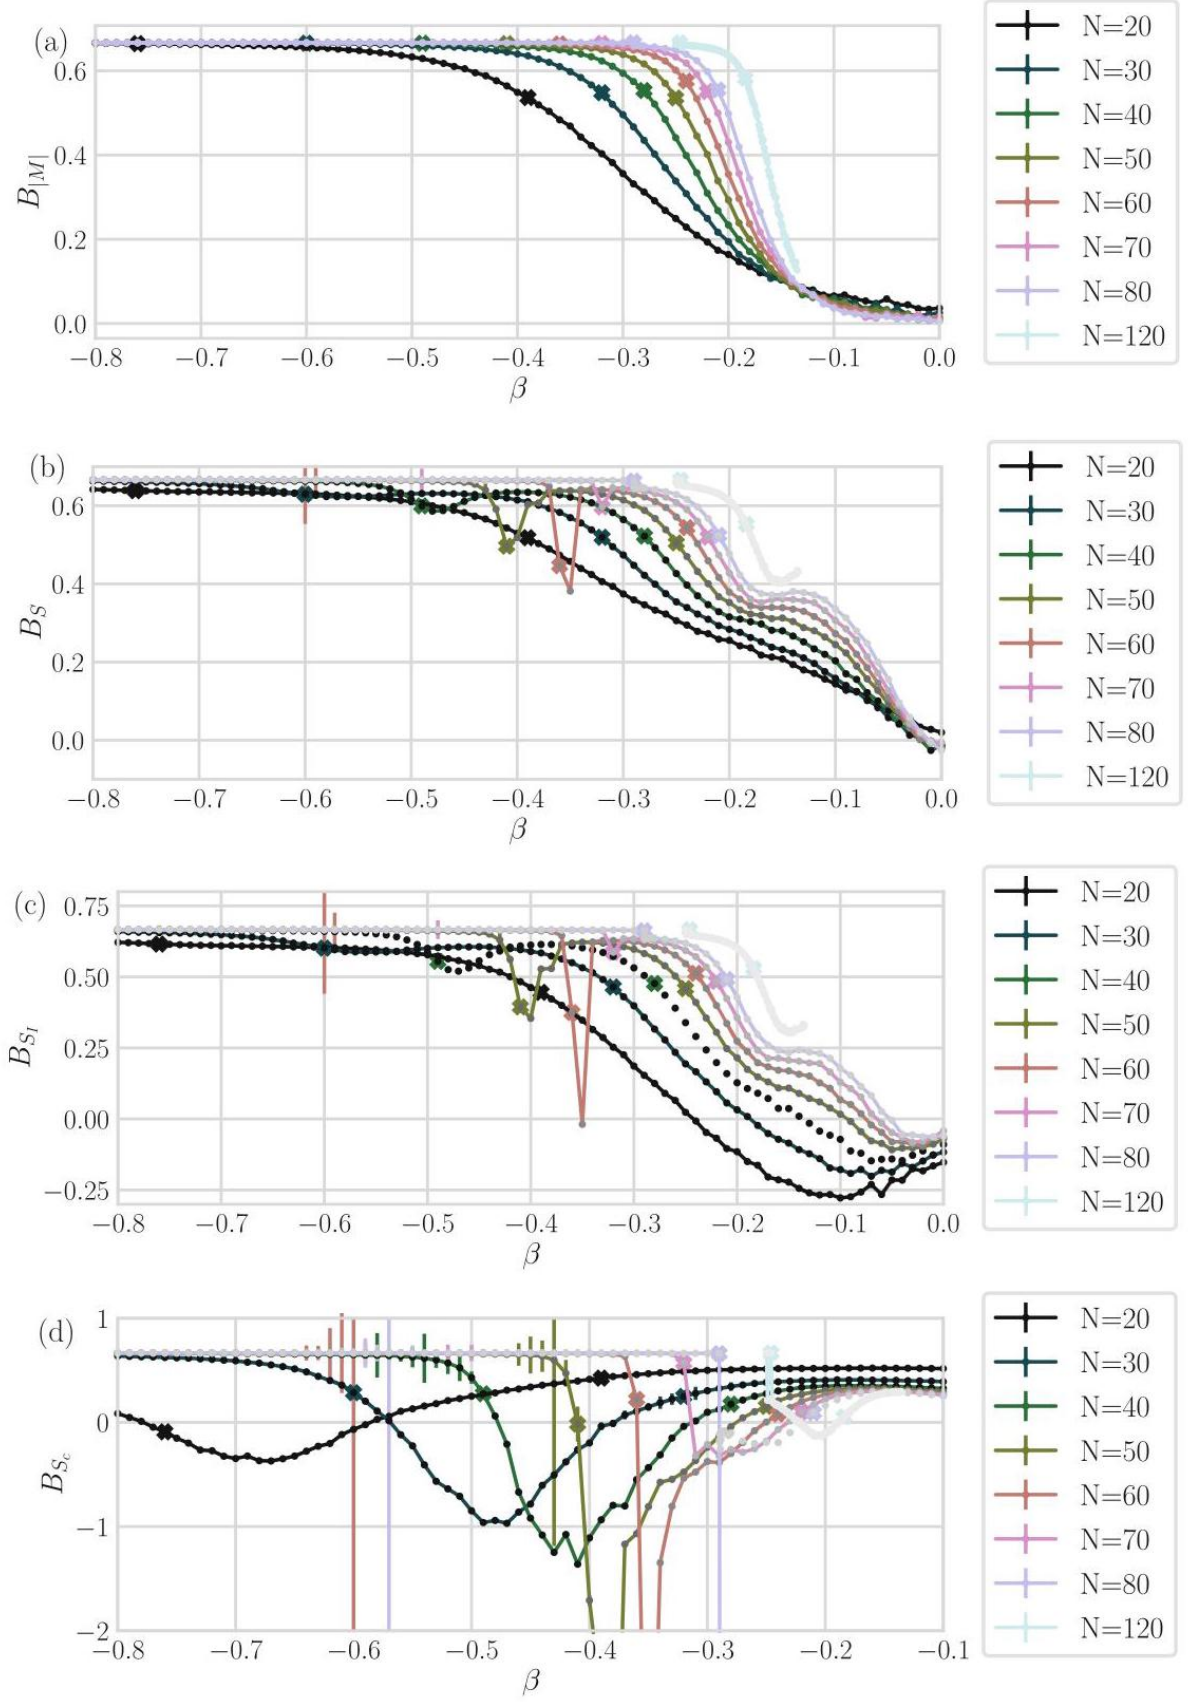 (a)
B_{|M|}
0.6
0.4
0.2
0.0
−0.8 −0.7 −0.6 −0.5 −0.4 −0.3 −0.2 −0.1 0.0
β
N=20
N=30
N=40
N=50
N=60
N=70
N=80
N=120
(b)
B_S
0.6
0.4
0.2
0.0
−0.8 −0.7 −0.6 −0.5 −0.4 −0.3 −0.2 −0.1 0.0
β
N=20
N=30
N=40
N=50
N=60
N=70
N=80
N=120
(c)
B_{S_I}
0.75
0.50
0.25
0.00
−0.25
−0.8 −0.7 −0.6 −0.5 −0.4 −0.3 −0.2 −0.1 0.0
β
N=20
N=30
N=40
N=50
N=60
N=70
N=80
N=120
(d)
B_{S_c}
1
0
−1
−2
−0.8 −0.7 −0.6 −0.5 −0.4 −0.3 −0.2 −0.1
β
N=20
N=30
N=40
N=50
N=60
N=70
N=80
N=120